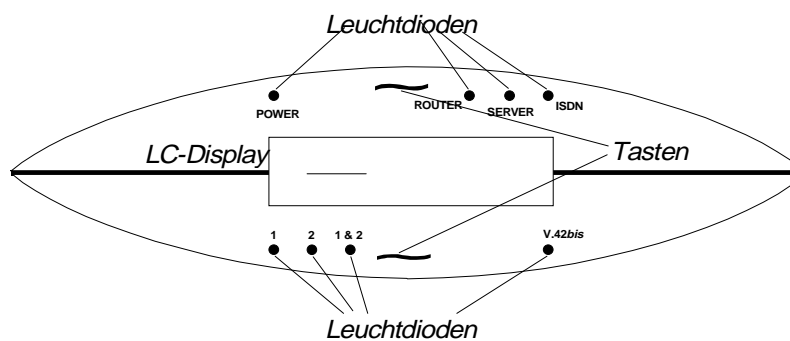 Leuchtdioden
POWER ROUTER SERVER ISDN
LC-Display Tasten
1 2 1 & 2 V.42bis
Leuchtdioden